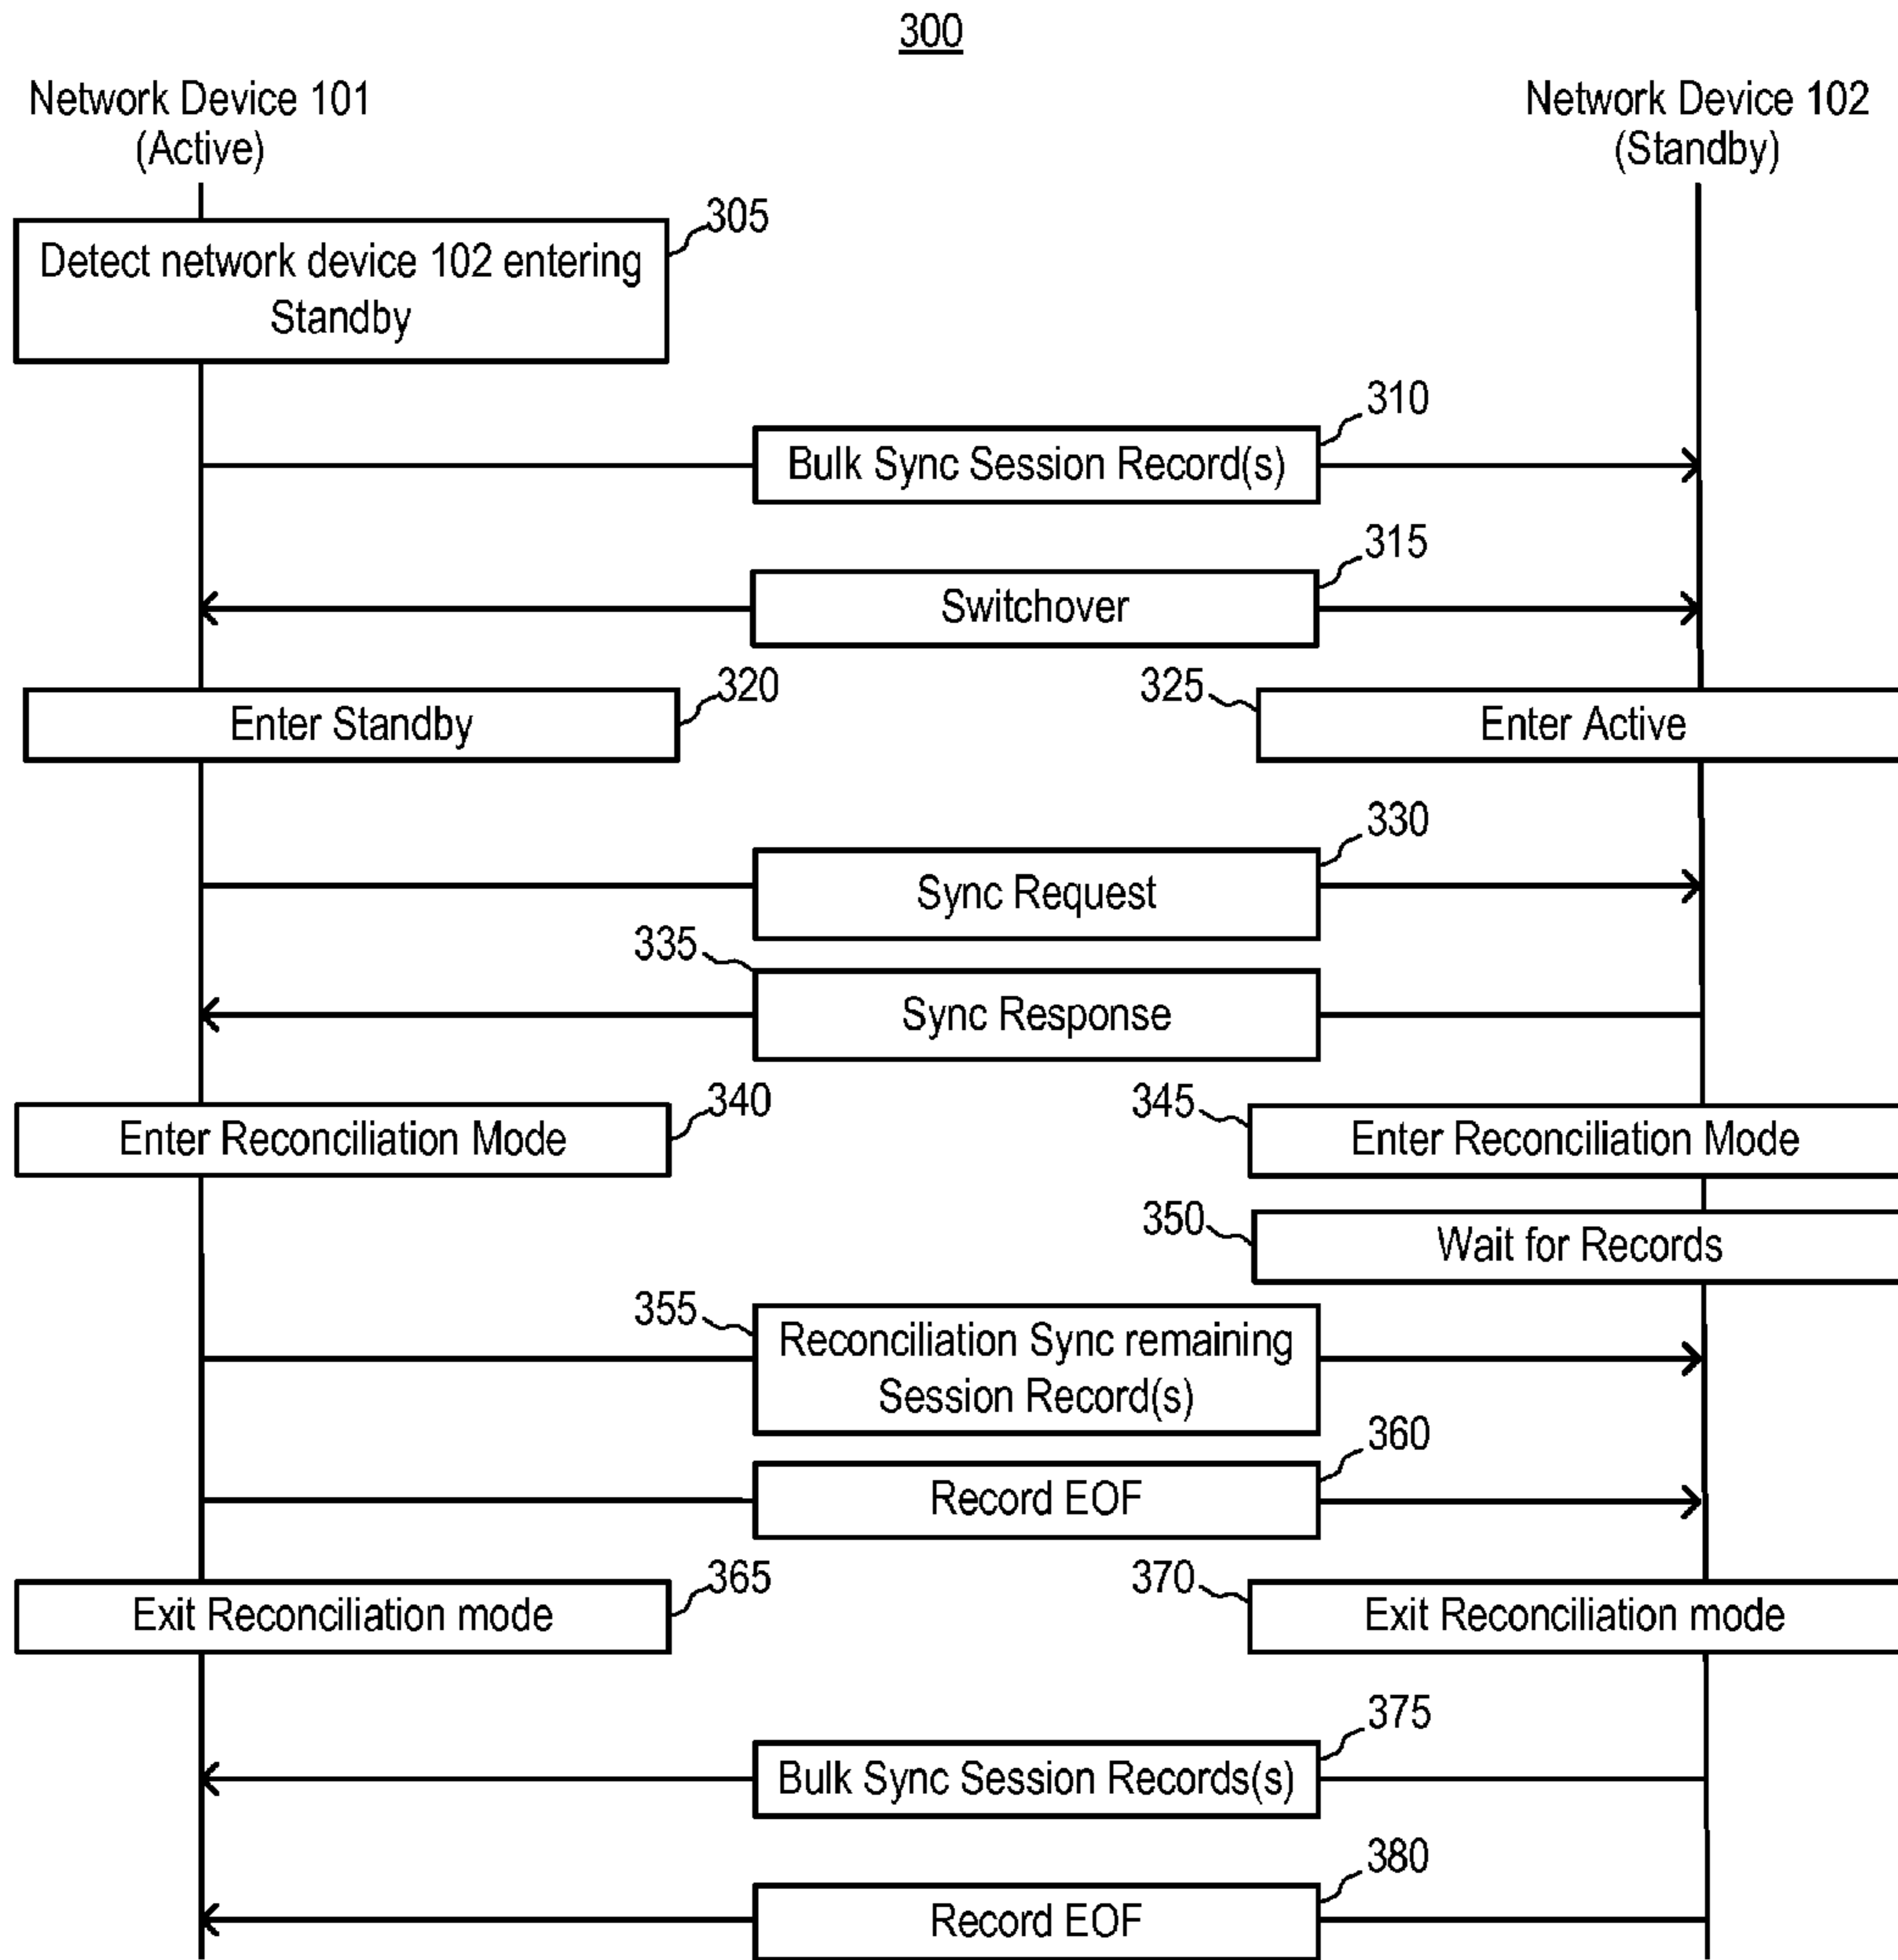 300
Network Device 101
(Active)
Network Device 102
(Standby)
305
Detect network device 102 entering
Standby
310
Bulk Sync Session Record(s)
315
Switchover
320
Enter Standby
325
Enter Active
330
Sync Request
335
Sync Response
340
Enter Reconciliation Mode
345
Enter Reconciliation Mode
350
Wait for Records
355
Reconciliation Sync remaining
Session Record(s)
360
Record EOF
365
Exit Reconciliation mode
370
Exit Reconciliation mode
375
Bulk Sync Session Records(s)
380
Record EOF